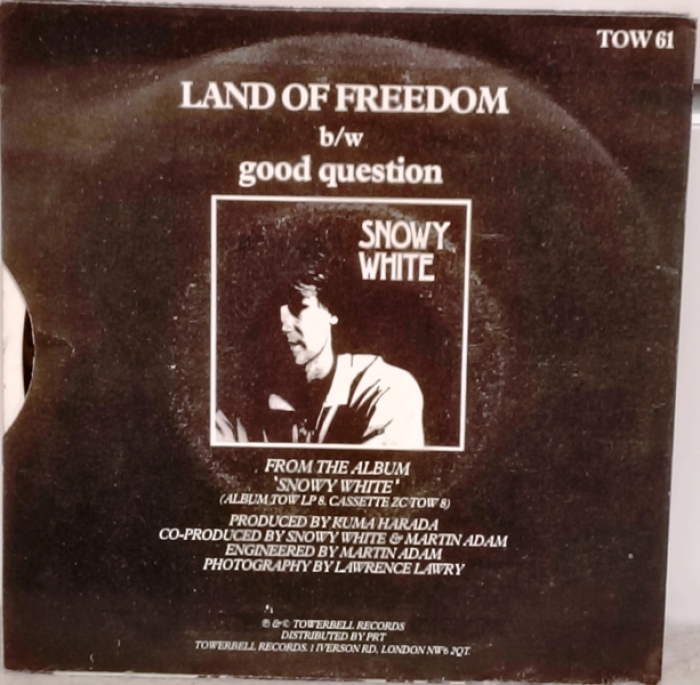 TOW 61
LAND OF FREEDOM
b/w
good question
SNOWY
WHITE
FROM THE ALBUM
'SNOWY WHITE'
(ALBUM TOW LP 8. CASSETTE ZC TOW 8)
PRODUCED BY KUMA HARADA
CO-PRODUCED BY SNOWY WHITE & MARTIN ADAM
ENGINEERED BY MARTIN ADAM
PHOTOGRAPHY BY LAWRENCE LAWRY
℗ & © TOWERBELL RECORDS
DISTRIBUTED BY PRT
TOWERBELL RECORDS. 1 IVERSON RD, LONDON NW6 2QT.